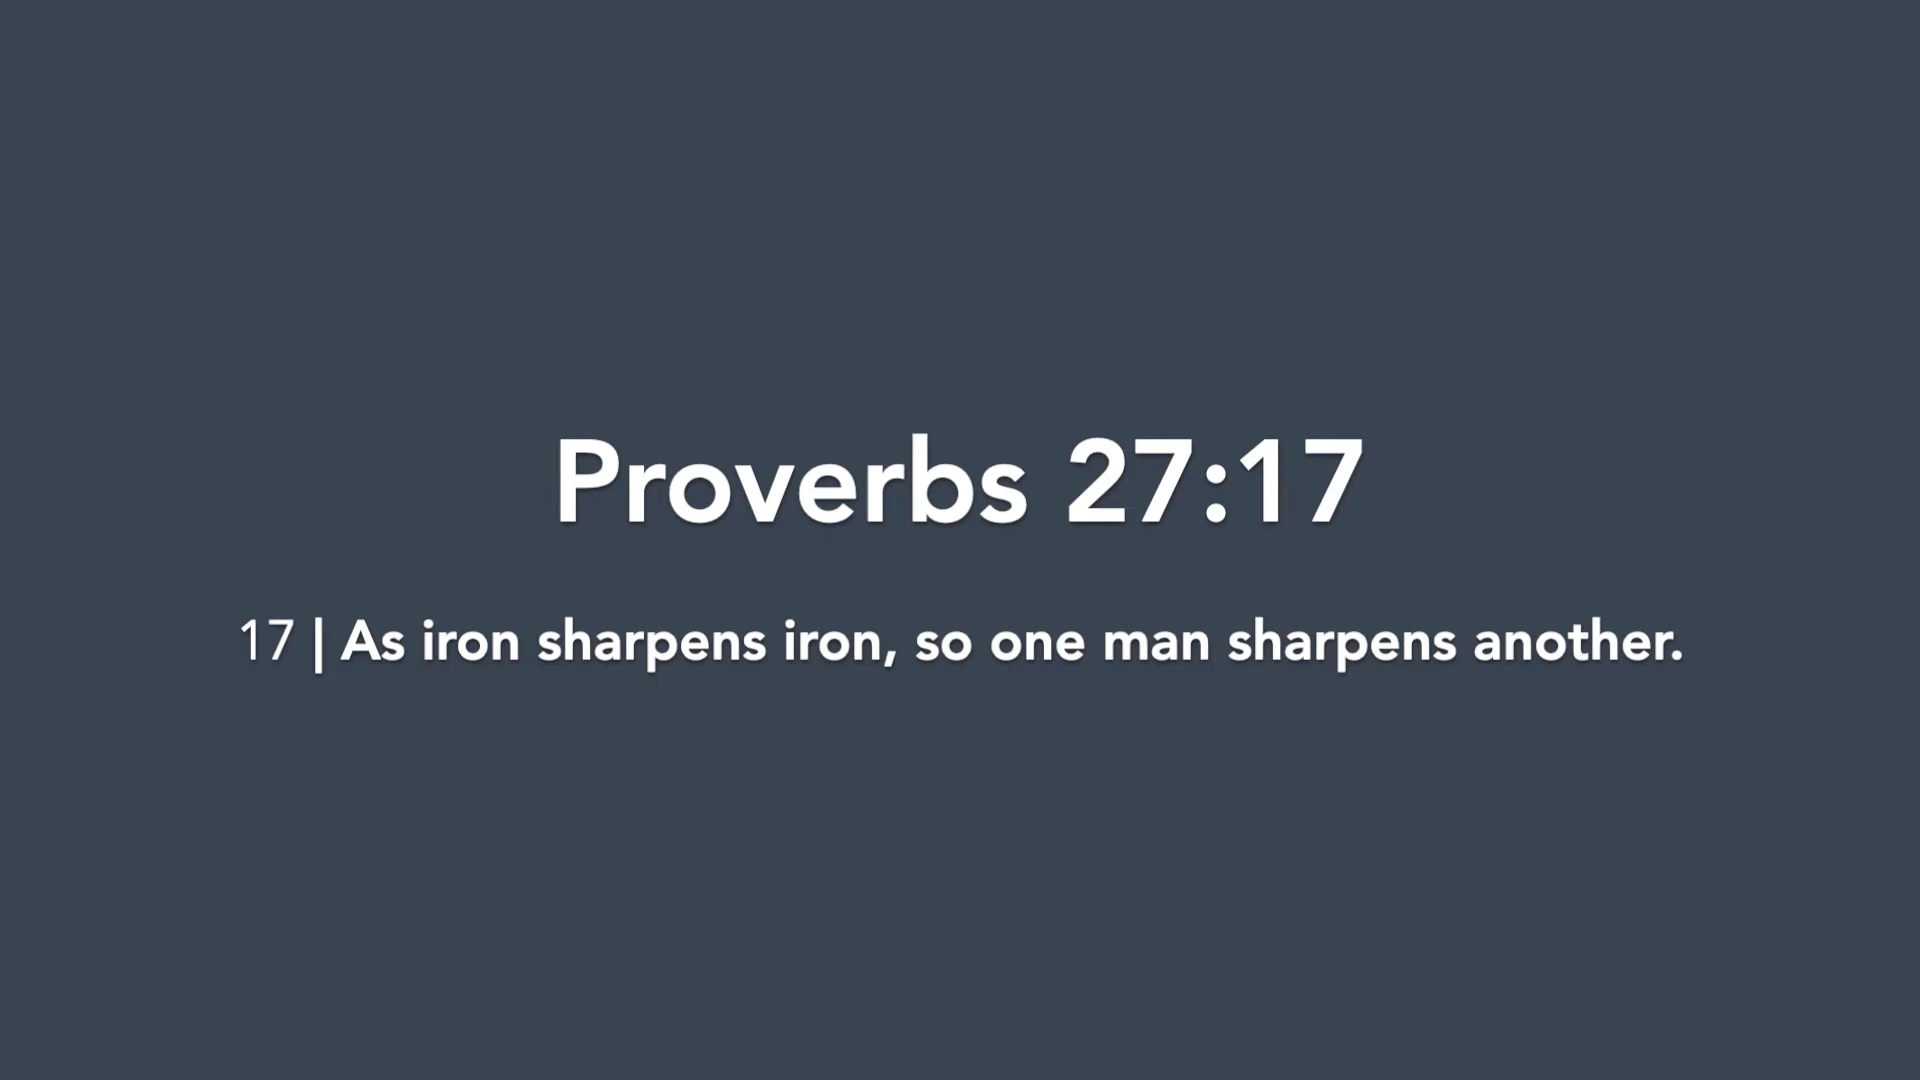 Proverbs 27:17
17 | As iron sharpens iron, so one man sharpens another.